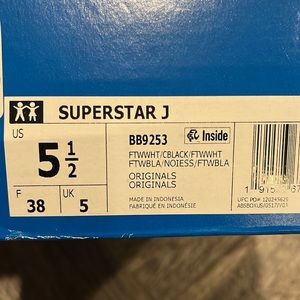 SUPERSTAR J
US
5 1/2
F
38
UK
5
BB9253
Inside
FTWWHT/CBLACK/FTWWHT
FTWBLA/NOIESS/FTWBLA
ORIGINALS
ORIGINALS
MADE IN INDONESIA
FABRIQUÉ EN INDONÉSIE